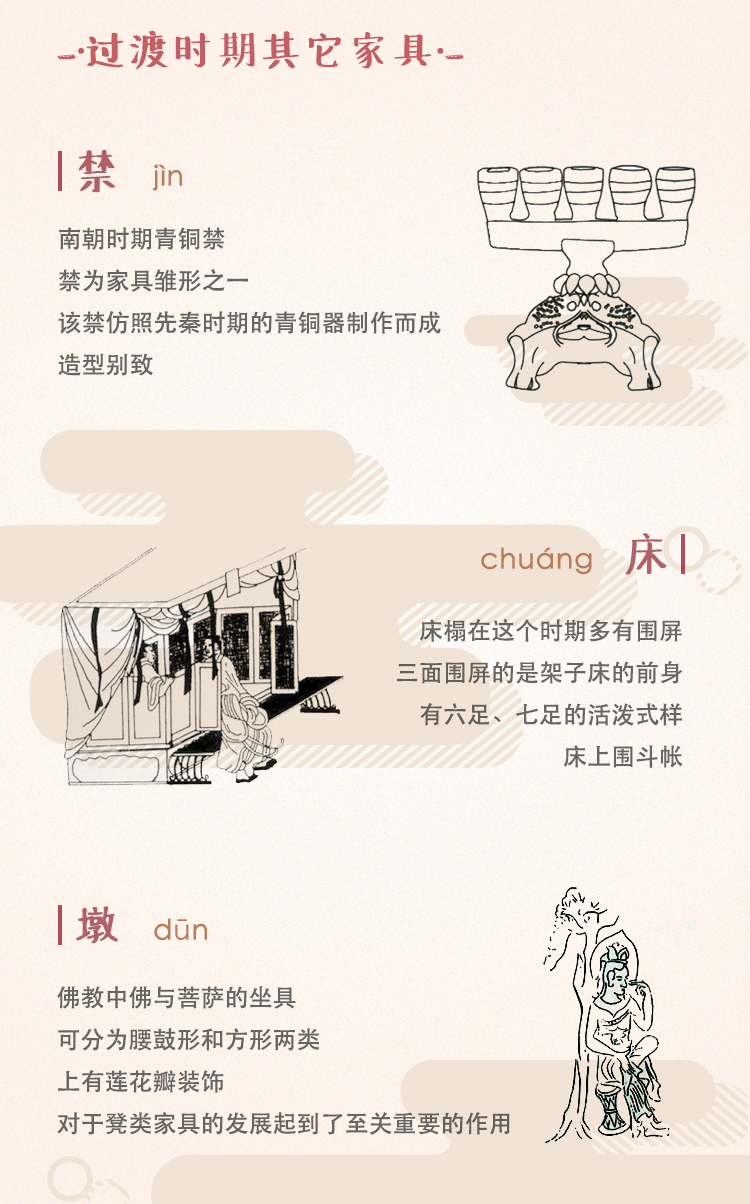 过渡时期其它家具
禁 jìn
南朝时期青铜禁
禁为家具雏形之一
该禁仿照先秦时期的青铜器制作而成
造型别致
chuáng 床
床榻在这个时期多有围屏
三面围屏的是架子床的前身
有六足、七足的活泼式样
床上围斗帐
墩 dūn
佛教中佛与菩萨的坐具
可分为腰鼓形和方形两类
上有莲花瓣装饰
对于凳类家具的发展起到了至关重要的作用